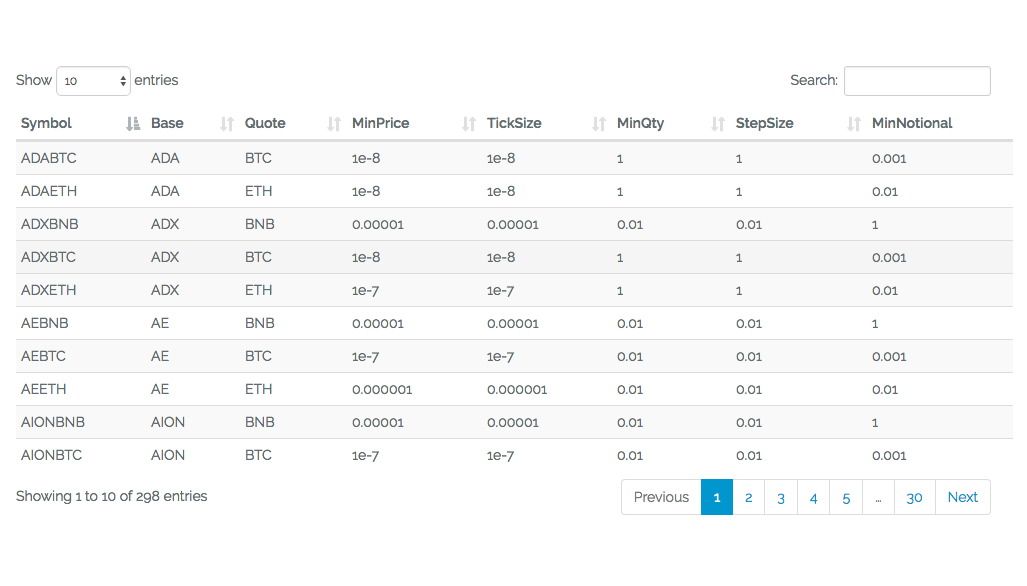 Show 10 entries Search:
Symbol Base Quote MinPrice TickSize MinQty StepSize MinNotional
ADABTC ADA BTC 1e-8 1e-8 1 1 0.001
ADAETH ADA ETH 1e-8 1e-8 1 1 0.01
ADXBNB ADX BNB 0.00001 0.00001 0.01 0.01 1
ADXBTC ADX BTC 1e-8 1e-8 1 1 0.001
ADXETH ADX ETH 1e-7 1e-7 1 1 0.01
AEBNB AE BNB 0.00001 0.00001 0.01 0.01 1
AEBTC AE BTC 1e-7 1e-7 0.01 0.01 0.001
AEETH AE ETH 0.000001 0.000001 0.01 0.01 0.01
AIONBNB AION BNB 0.00001 0.00001 0.01 0.01 1
AIONBTC AION BTC 1e-7 1e-7 0.01 0.01 0.001
Showing 1 to 10 of 298 entries Previous 1 2 3 4 5 … 30 Next